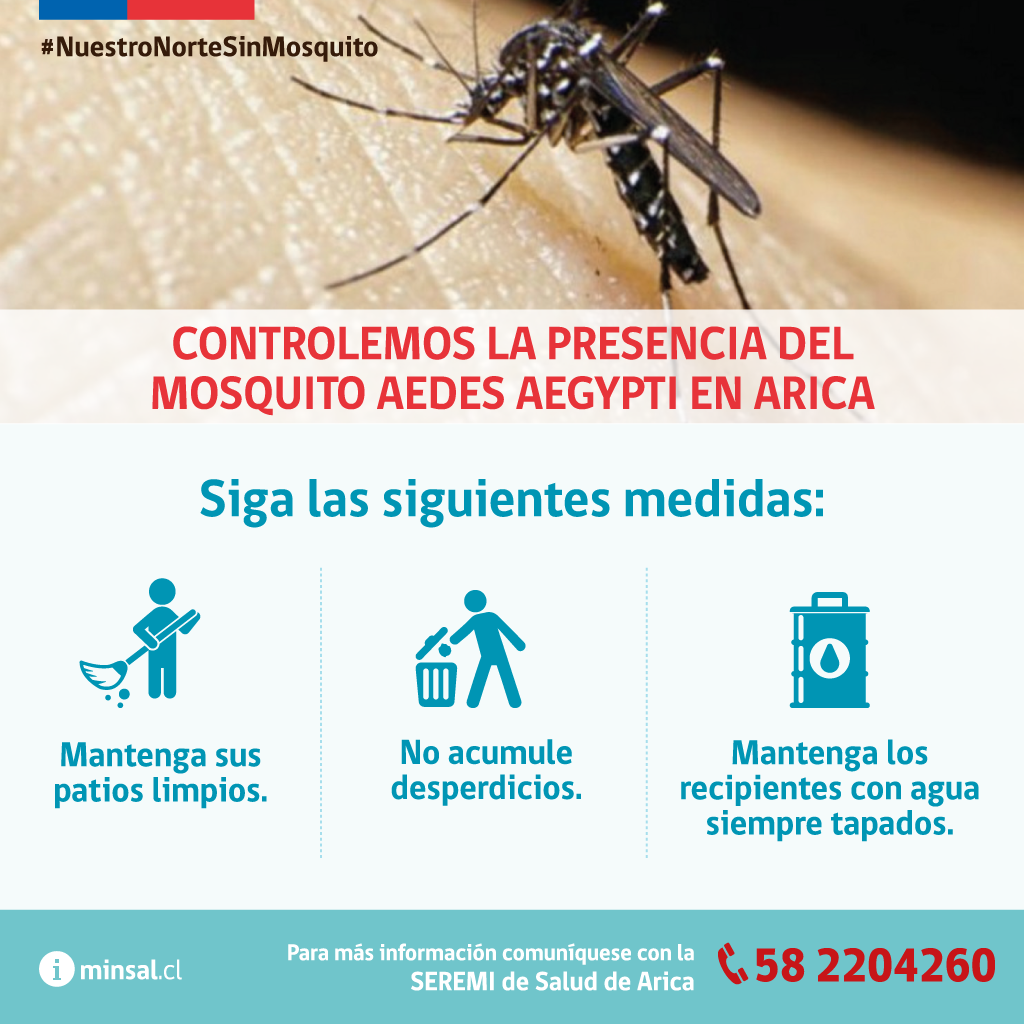 #NuestroNorteSinMosquito
CONTROLEMOS LA PRESENCIA DEL
MOSQUITO AEDES AEGYPTI EN ARICA
Siga las siguientes medidas:
Mantenga sus
patios limpios.
No acumule
desperdicios.
Mantenga los
recipientes con agua
siempre tapados.
i minsal.cl
Para más información comuníquese con la
SEREMI de Salud de Arica
58 2204260